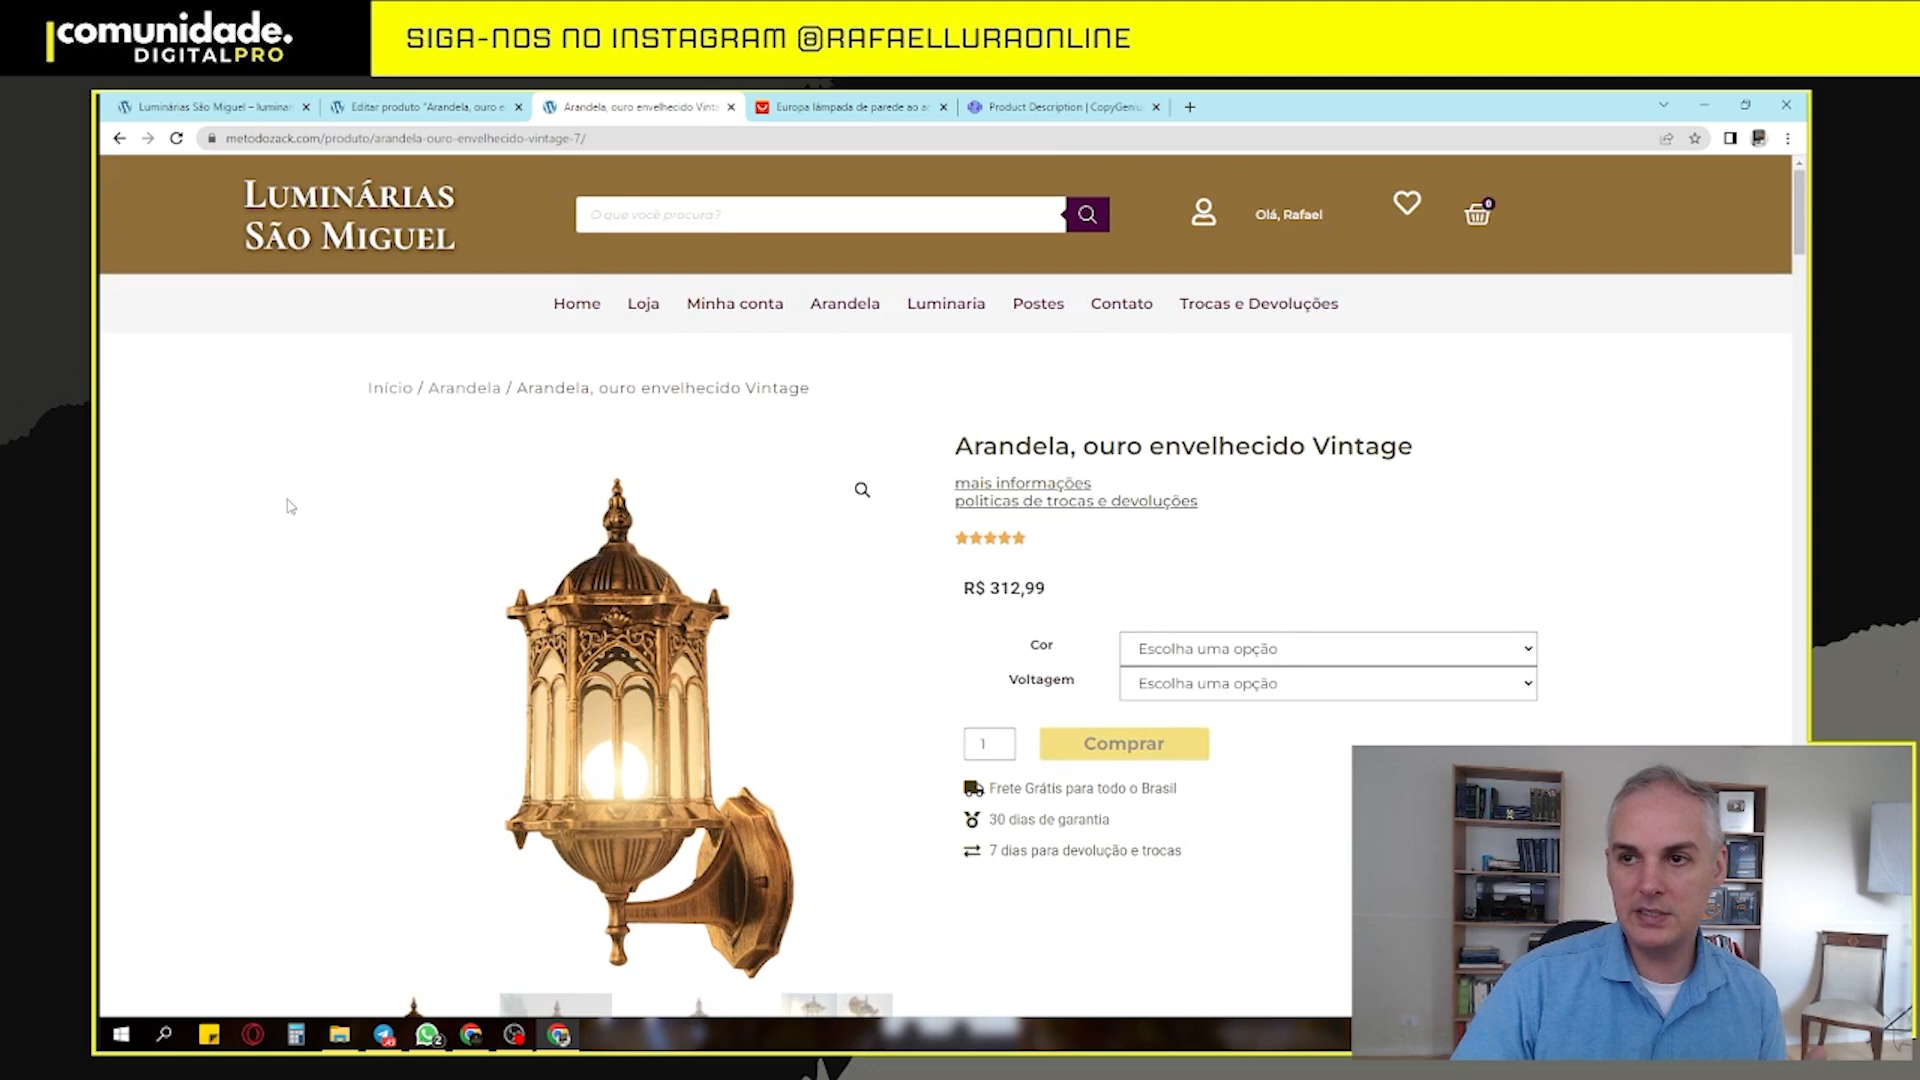 comunidade.
DIGITALPRO
SIGA-NOS NO INSTAGRAM @RAFAELLURAONLINE
Luminárias São Miguel – luminar
Editar produto "Arandela, ouro e
Arandela, ouro envelhecido Vinta
Europa lâmpada de parede ao ar
Product Description | CopyGeniu
metodozack.com/produto/arandela-ouro-envelhecido-vintage-7/
LUMINÁRIAS
SÃO MIGUEL
O que você procura?
Olá, Rafael
0
Home Loja Minha conta Arandela Luminaria Postes Contato Trocas e Devoluções
Início / Arandela / Arandela, ouro envelhecido Vintage
Arandela, ouro envelhecido Vintage
mais informações
politicas de trocas e devoluções
R$ 312,99
Cor Escolha uma opção
Voltagem Escolha uma opção
1 Comprar
Frete Grátis para todo o Brasil
30 dias de garantia
7 dias para devolução e trocas